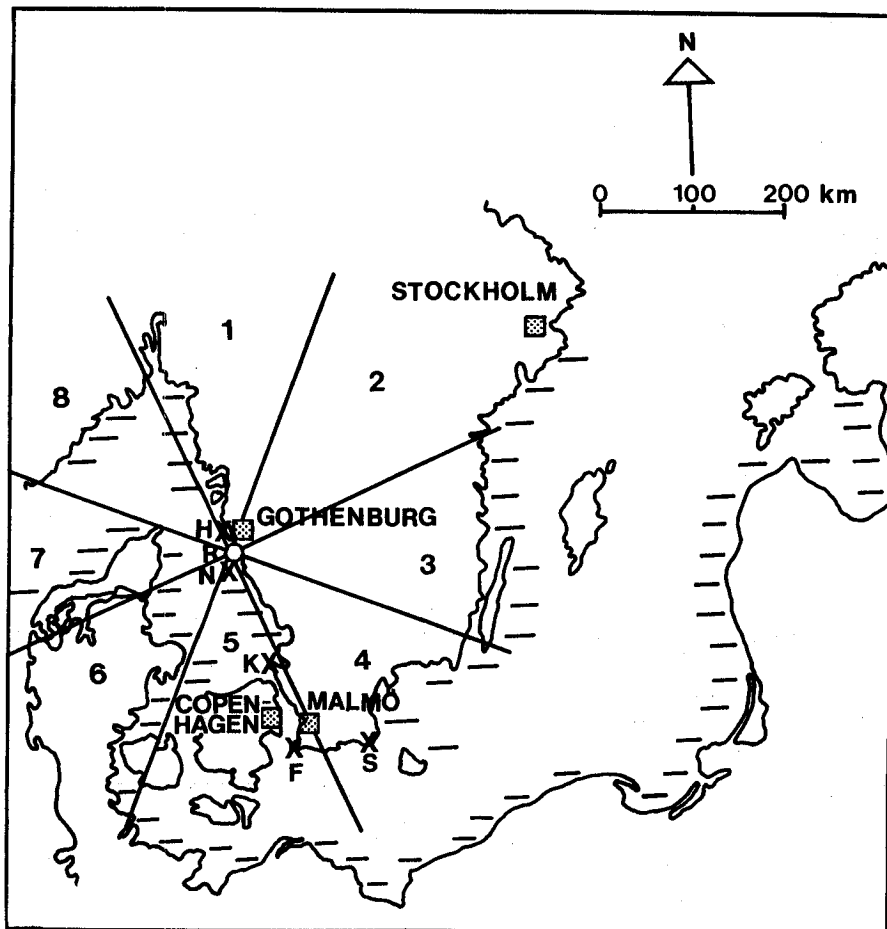 N
0 100 200 km
STOCKHOLM
1
2
8
GOTHENBURG
H
R
N
7
3
5
4
K
6
COPEN-
HAGEN
MALMÖ
F
S